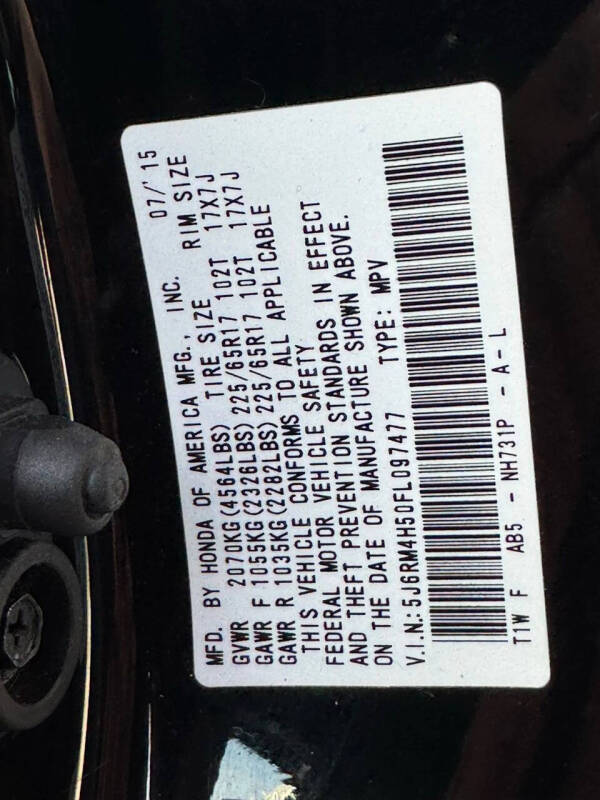 MFD. BY HONDA OF AMERICA MFG., INC. 07/'15
GVWR 2070KG(4564LBS) TIRE SIZE RIM SIZE
GAWR F 1055KG(2326LBS) 225/65R17 102T 17X7J
GAWR R 1035KG(2282LBS) 225/65R17 102T 17X7J
THIS VEHICLE CONFORMS TO ALL APPLICABLE
FEDERAL MOTOR VEHICLE SAFETY
AND THEFT PREVENTION STANDARDS IN EFFECT
ON THE DATE OF MANUFACTURE SHOWN ABOVE.
V.I.N.:5J6RM4H50FL097477 TYPE: MPV
T1W F AB5 - NH731P - A- L